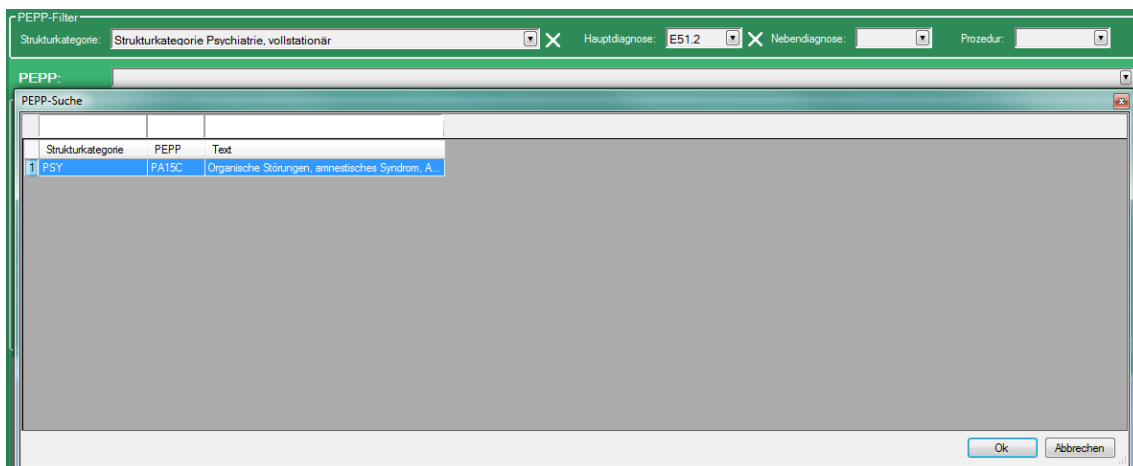 PEPP-Filter
Strukturkategorie: Strukturkategorie Psychiatrie, vollstationär Hauptdiagnose: E51.2 Nebendiagnose: Prozedur:
PEPP:
PEPP-Suche
Strukturkategorie PEPP Text
1 PSY PA15C Organische Störungen, amnestisches Syndrom, A...
Ok Abbrechen